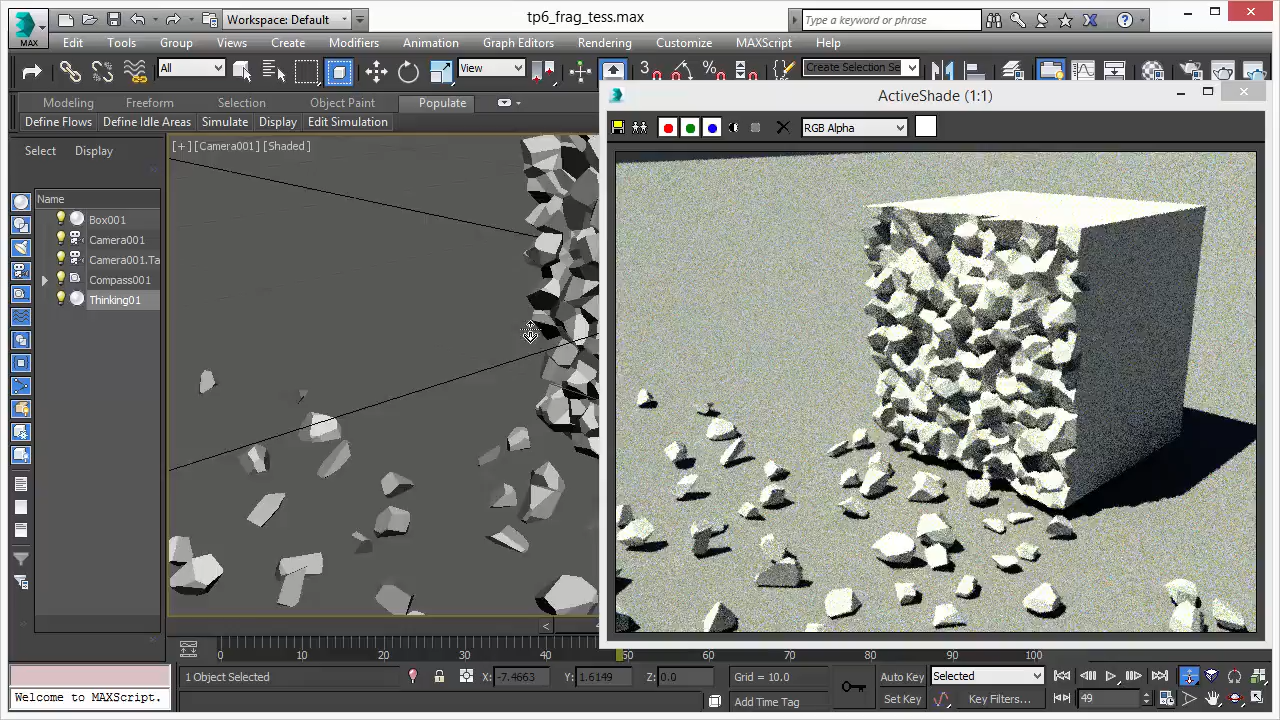 Workspace: Default
tp6_frag_tess.max
Type a keyword or phrase
MAX
Edit Tools Group Views Create Modifiers Animation Graph Editors Rendering Customize MAXScript Help
All
View
Create Selection Se
Modeling Freeform Selection Object Paint Populate
Define Flows Define Idle Areas Simulate Display Edit Simulation
ActiveShade (1:1)
RGB Alpha
Select Display
[+] [Camera001] [Shaded]
Name
Box001
Camera001
Camera001.Ta
Compass001
Thinking01
0 10 20 30 40 50 60 70 80 90 100
1 Object Selected
X: -7.4663
Y: 1.6149
Z: 0.0
Grid = 10.0
Auto Key
Selected
Welcome to MAXScript.
Add Time Tag
Set Key
Key Filters...
49